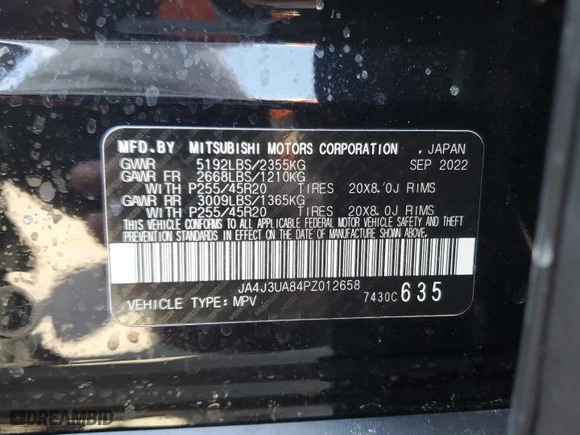 MFD.BY MITSUBISHI MOTORS CORPORATION . JAPAN
GVWR 5192LBS/2355KG SEP 2022
GAWR FR 2668LBS/1210KG
WITH P255/45R20 TIRES 20X8.0J RIMS
GAWR RR 3009LBS/1365KG
WITH P255/45R20 TIRES 20X8.0J RIMS
THIS VEHICLE CONFORMS TO ALL APPLICABLE FEDERAL MOTOR VEHICLE SAFETY AND THEFT
PREVENTION STANDARDS IN EFFECT ON THE DATE OF MANUFACTURE SHOWN ABOVE.
JA4J3UA84PZ012658
VEHICLE TYPE:MPV 7430C 635
DREAMBID